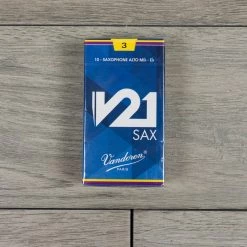 3
10 - SAXOPHONE ALTO MIB - Eb
V21
SAX
Vandoren
PARIS